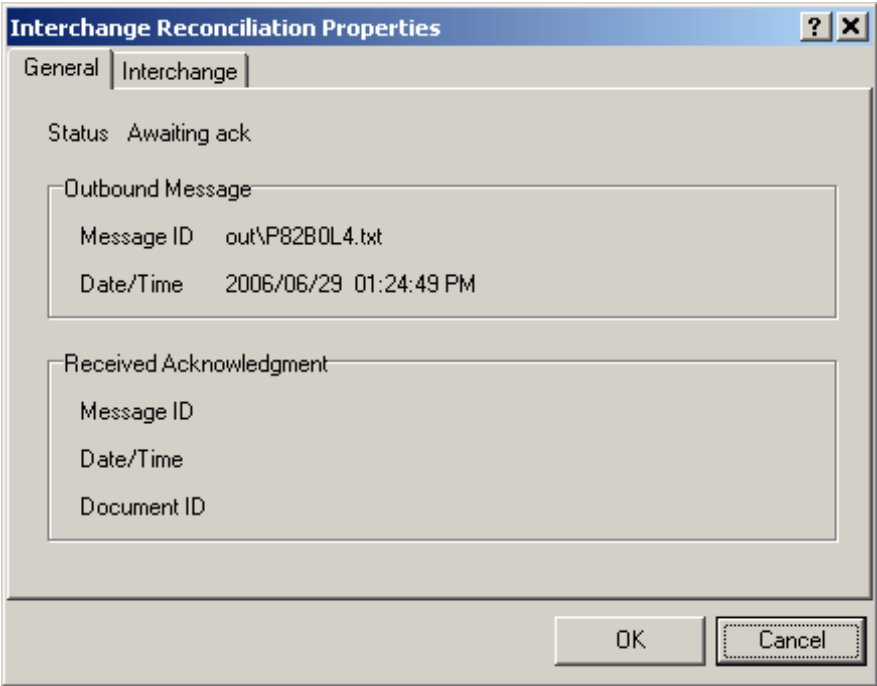 Interchange Reconciliation Properties
General Interchange
Status Awaiting ack
Outbound Message
Message ID out\P82B0L4.txt
Date/Time 2006/06/29 01:24:49 PM
Received Acknowledgment
Message ID
Date/Time
Document ID
OK Cancel